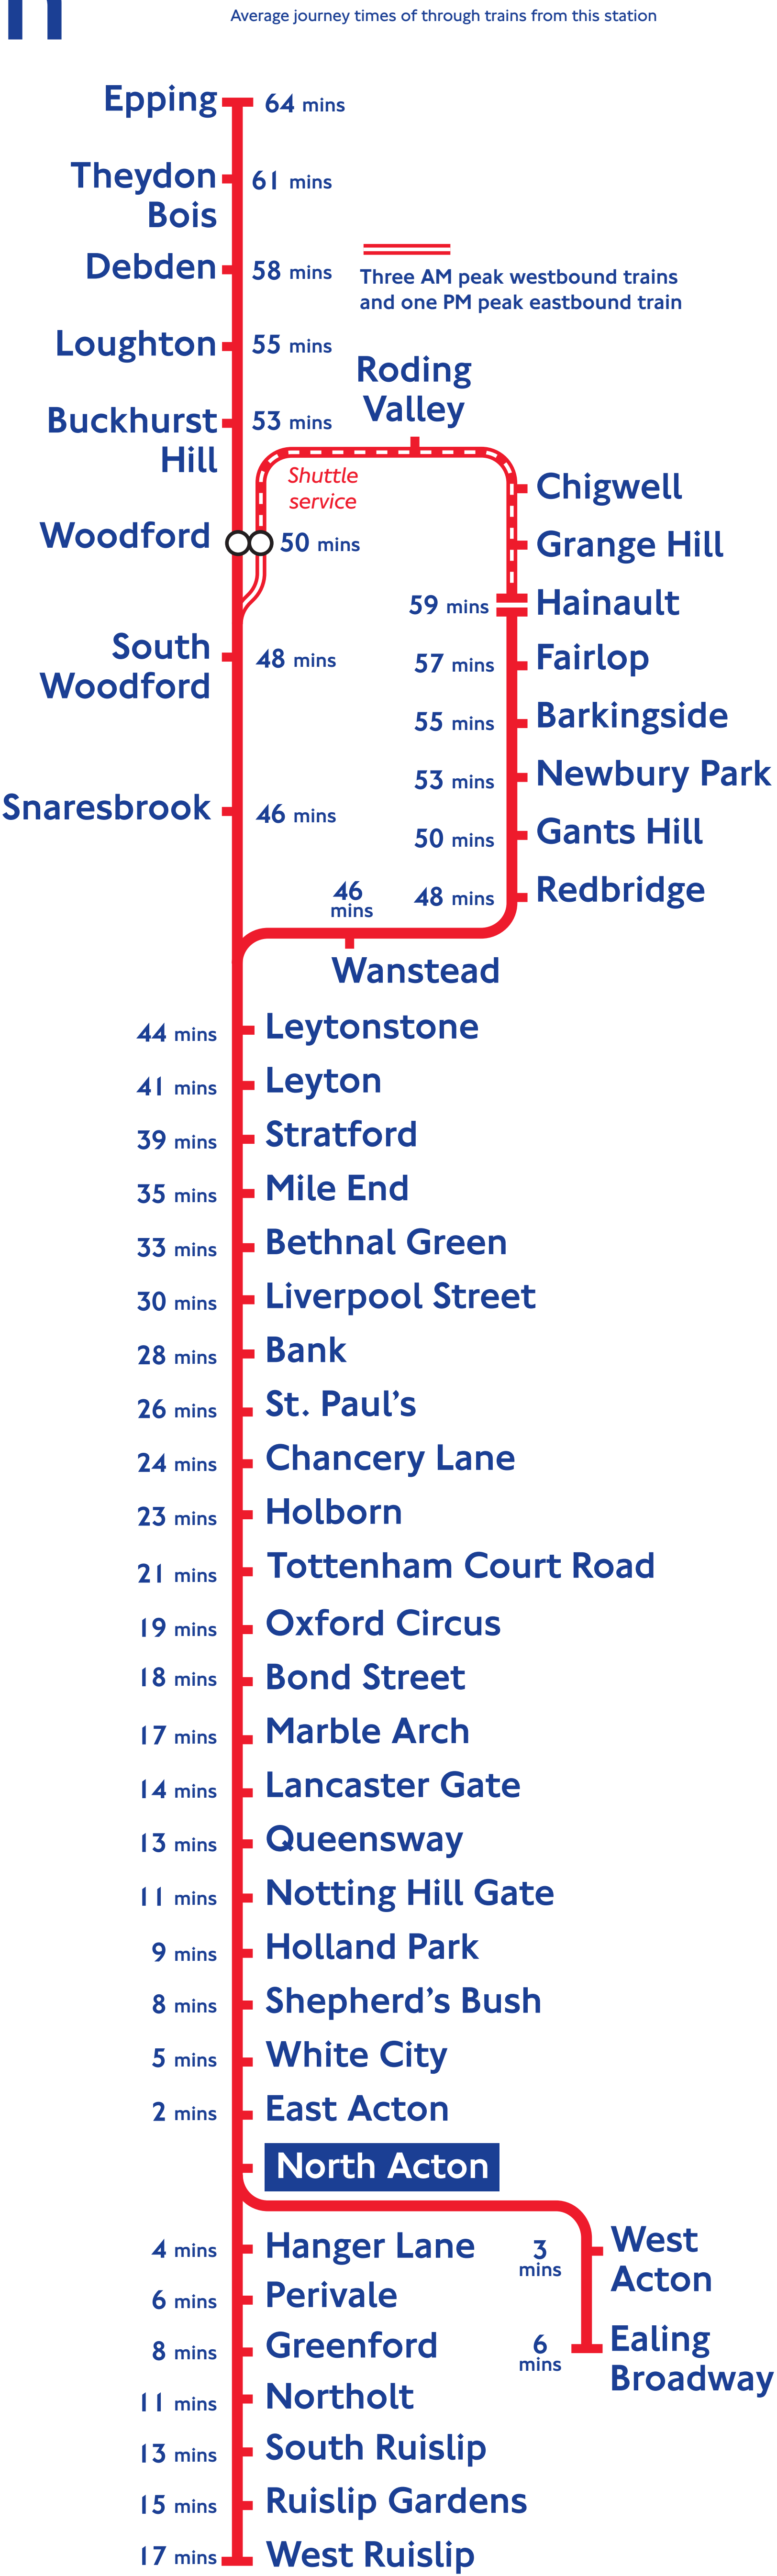 Average journey times of through trains from this station
Epping 64 mins
Theydon
Bois
61 mins
Debden 58 mins
Three AM peak westbound trains
and one PM peak eastbound train
Loughton 55 mins
Roding
Valley
Buckhurst
Hill
53 mins
Shuttle
service
Chigwell
Woodford 50 mins
Grange Hill
59 mins Hainault
South
Woodford
48 mins
57 mins Fairlop
55 mins Barkingside
53 mins Newbury Park
Snaresbrook 46 mins
50 mins Gants Hill
48 mins Redbridge
46
mins
Wanstead
44 mins Leytonstone
41 mins Leyton
39 mins Stratford
35 mins Mile End
33 mins Bethnal Green
30 mins Liverpool Street
28 mins Bank
26 mins St. Paul’s
24 mins Chancery Lane
23 mins Holborn
21 mins Tottenham Court Road
19 mins Oxford Circus
18 mins Bond Street
17 mins Marble Arch
14 mins Lancaster Gate
13 mins Queensway
11 mins Notting Hill Gate
9 mins Holland Park
8 mins Shepherd’s Bush
5 mins White City
2 mins East Acton
North Acton
4 mins Hanger Lane
3
mins
West
Acton
6 mins Perivale
8 mins Greenford
6
mins
Ealing
Broadway
11 mins Northolt
13 mins South Ruislip
15 mins Ruislip Gardens
17 mins West Ruislip